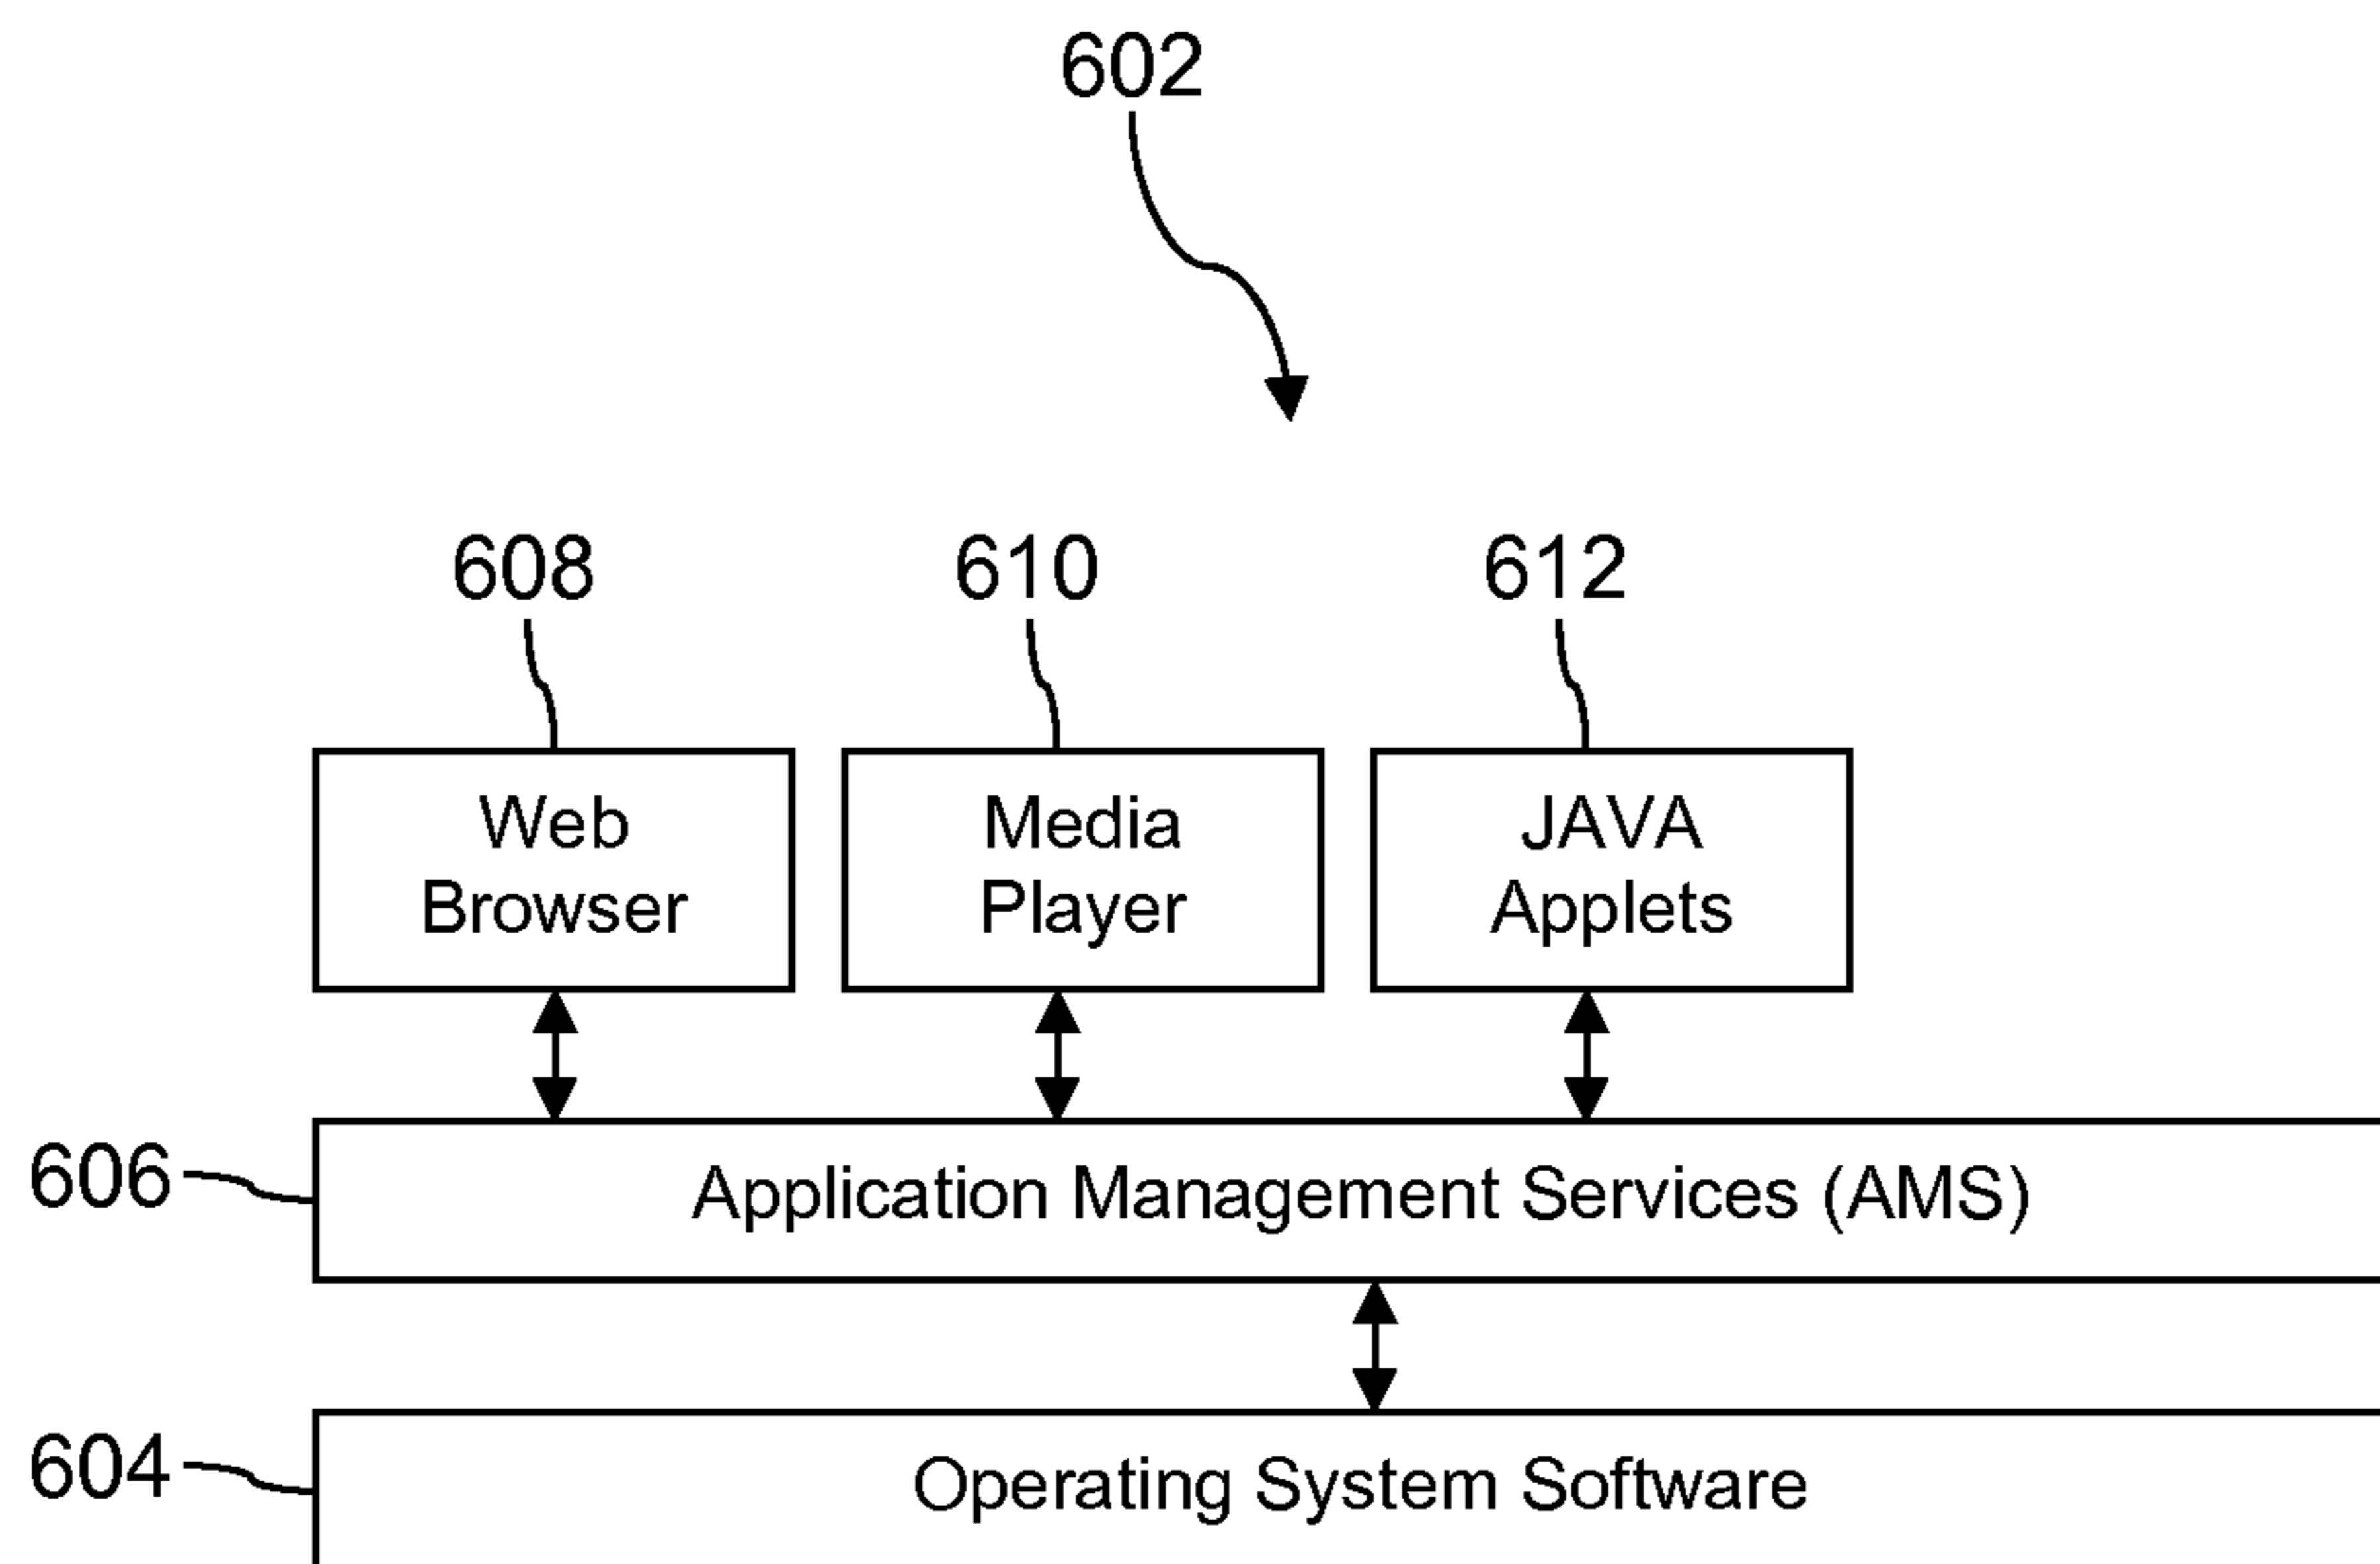 602
608
610
612
Web
Browser
Media
Player
JAVA
Applets
606
Application Management Services (AMS)
604
Operating System Software